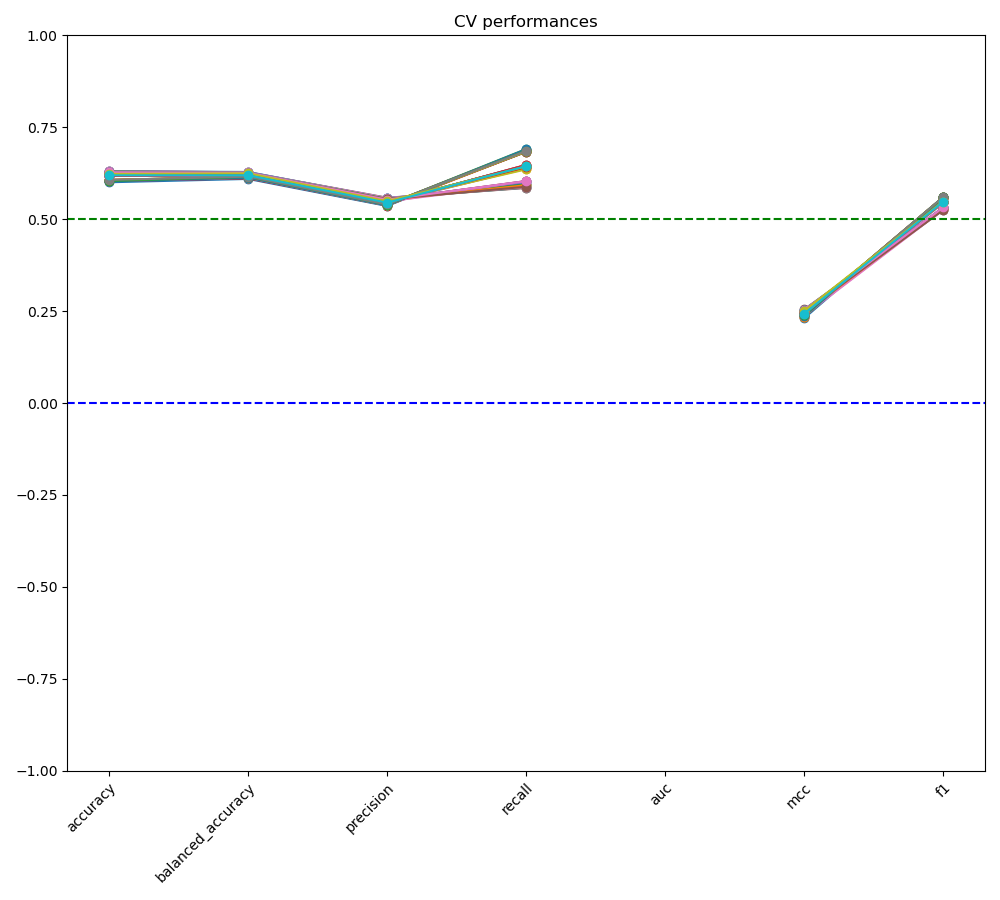 CV performances
1.00
0.75
0.50
0.25
0.00
−0.25
−0.50
−0.75
−1.00
accuracy
balanced_accuracy
precision
recall
auc
mcc
f1